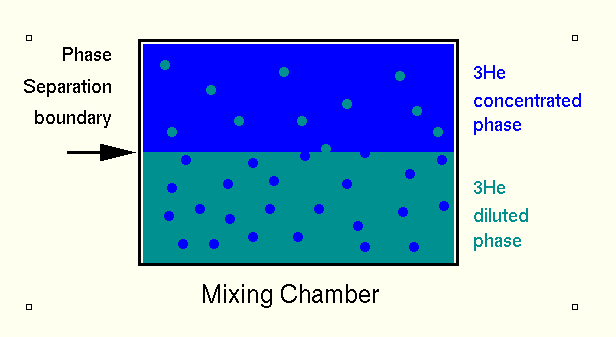 Phase
Separation
boundary
3He
concentrated
phase
3He
diluted
phase
Mixing Chamber